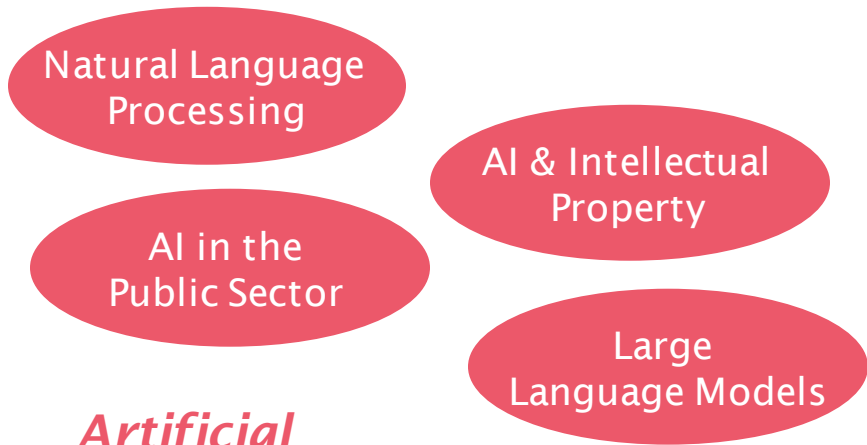 Natural Language
Processing
AI & Intellectual
Property
AI in the
Public Sector
Large
Language Models
Artificial